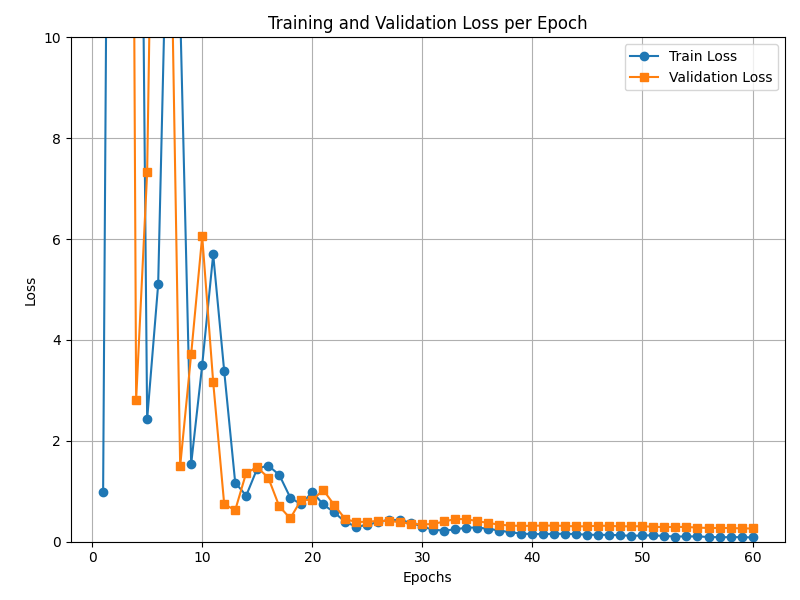 Training and Validation Loss per Epoch
Train Loss
Validation Loss
10
8
6
4
2
0
Loss
0 10 20 30 40 50 60
Epochs